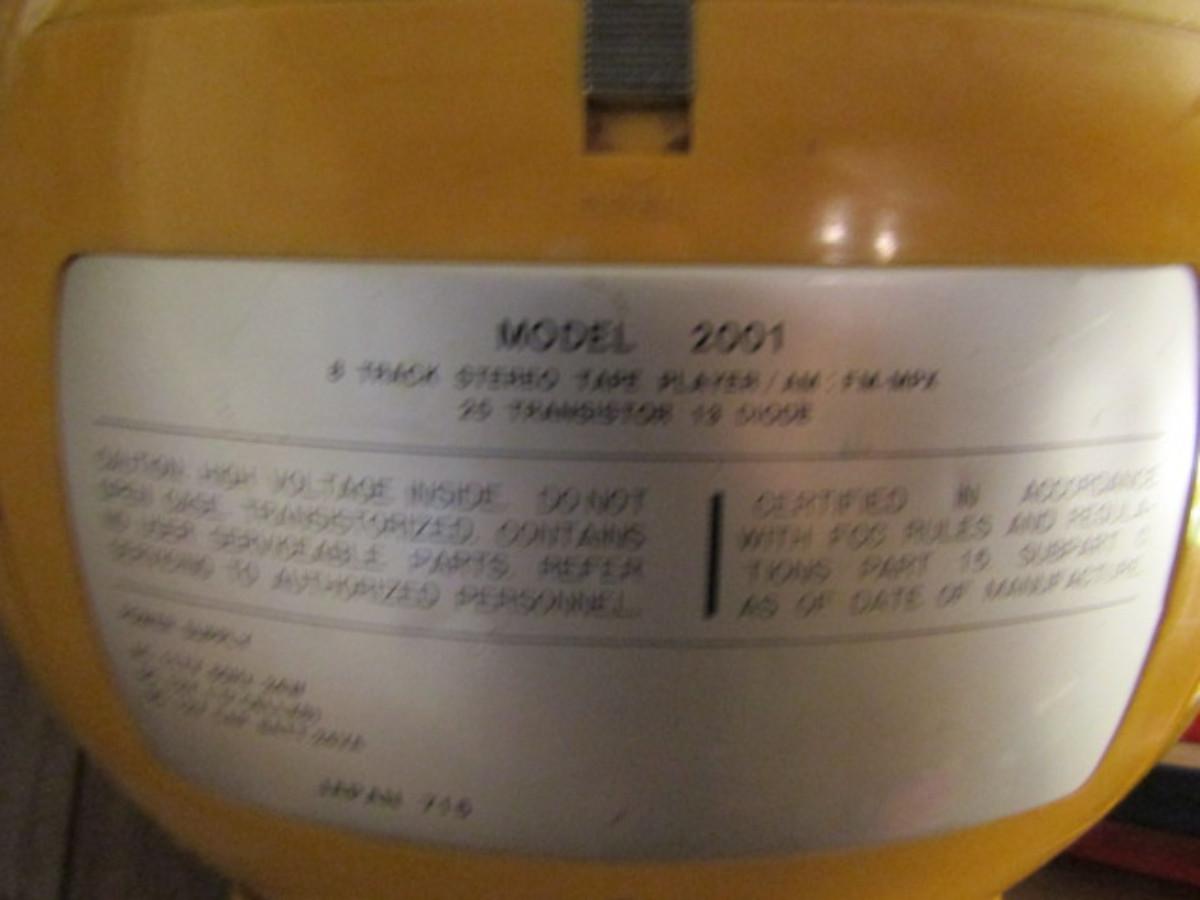 MODEL 2001
8 TRACK STEREO TAPE PLAYER/AM/FM-MPX
TRANSISTOR DIODE
CAUTION HIGH VOLTAGE INSIDE. DO NOT
OPEN CASE. TRANSISTORIZED. CONTAINS
NO USER SERVICEABLE PARTS. REFER
SERVICING TO AUTHORIZED PERSONNEL.
CERTIFIED IN ACCORDANCE
WITH FCC RULES AND REGULA-
TIONS PART 15 SUBPART C
AS OF DATE OF MANUFACTURE.
POWER SUPPLY
JAPAN